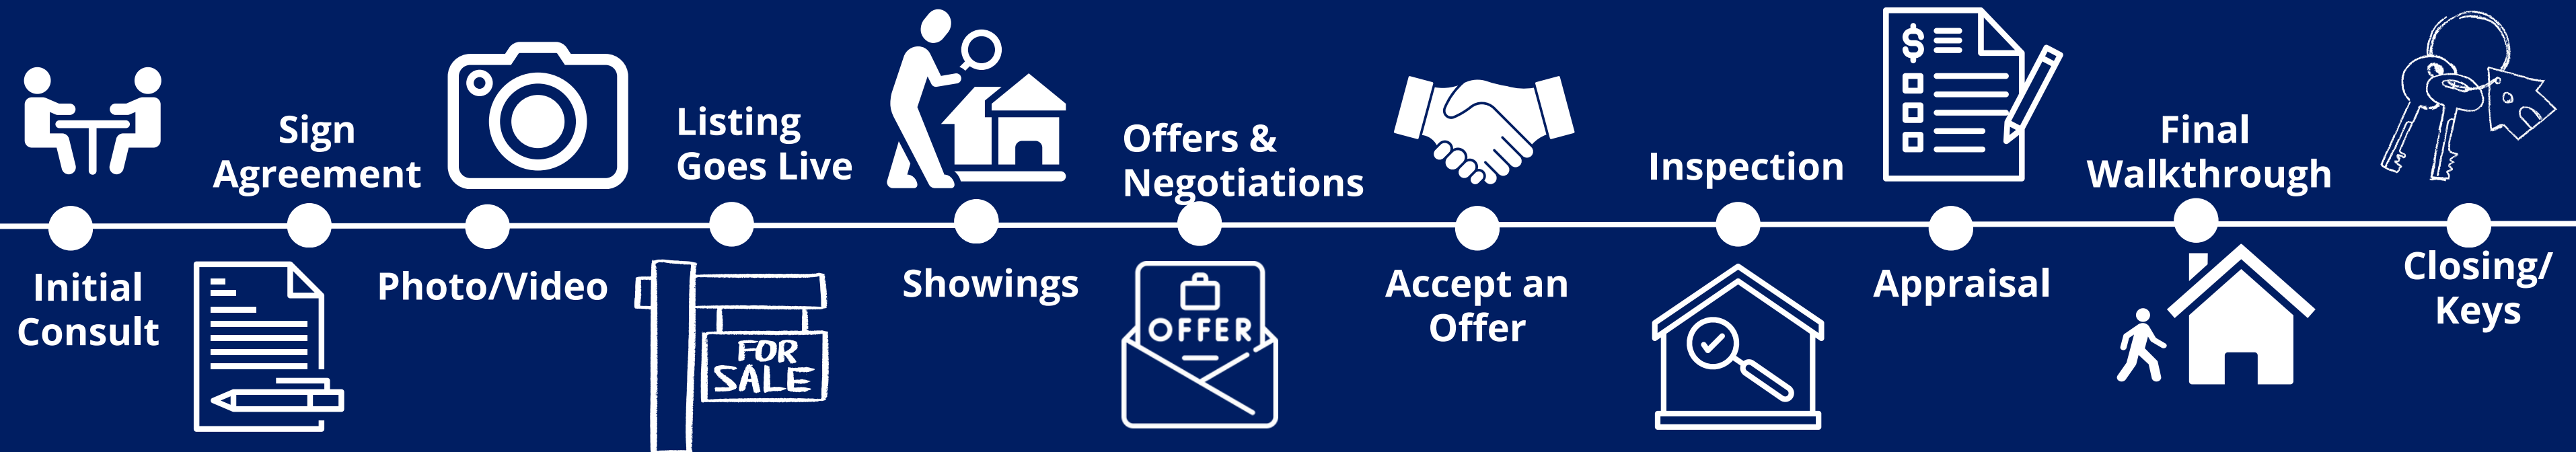 Initial
Consult
Sign
Agreement
Photo/Video
Listing
Goes Live
FOR
SALE
Showings
Offers &
Negotiations
OFFER
Accept an
Offer
Inspection
$
Appraisal
Final
Walkthrough
Closing/
Keys